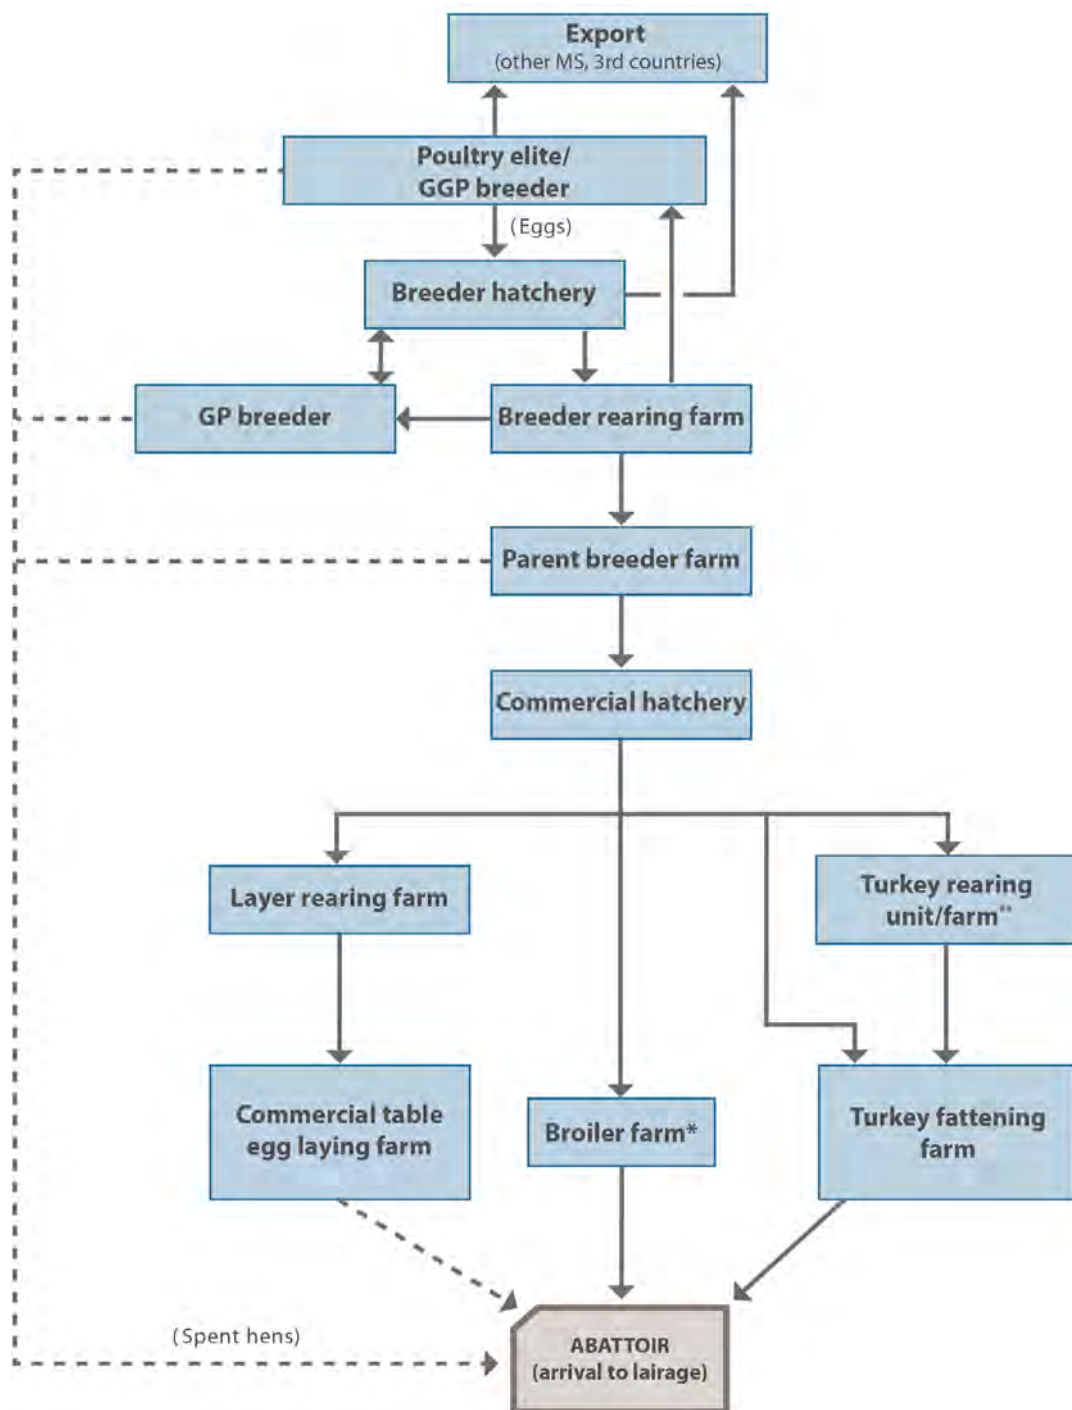 Export
(other MS, 3rd countries)
Poultry elite/
GGP breeder
(Eggs)
Breeder hatchery
GP breeder
Breeder rearing farm
Parent breeder farm
Commercial hatchery
Layer rearing farm
Turkey rearing
unit/farm**
Commercial table
egg laying farm
Broiler farm*
Turkey fattening
farm
(Spent hens)
ABATTOIR
(arrival to lairage)